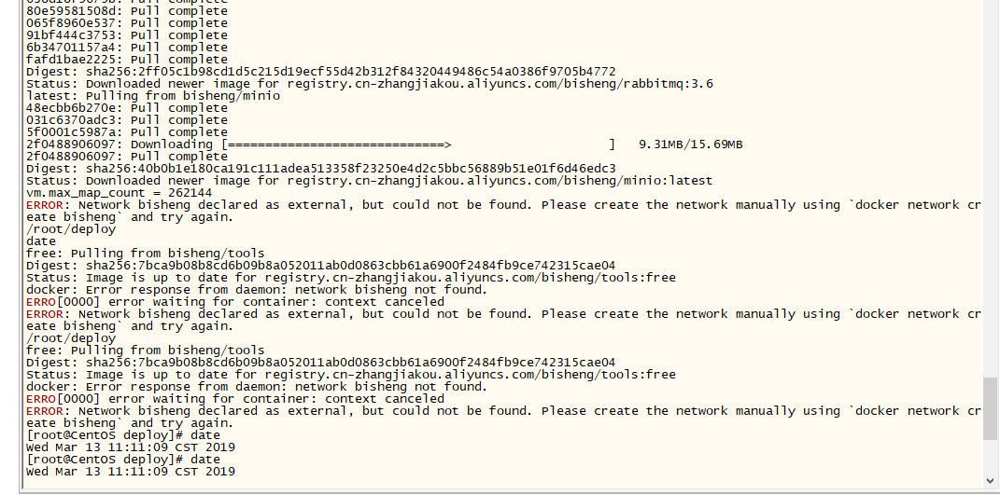 80e59581508d: Pull complete
065f8960e537: Pull complete
91bf444c3753: Pull complete
6b34701157a4: Pull complete
fafd1bae2225: Pull complete
Digest: sha256:2ff05c1b98cd1d5c215d19ecf55d42b312f84320449486c54a0386f9705b4772
Status: Downloaded newer image for registry.cn-zhangjiakou.aliyuncs.com/bisheng/rabbitmq:3.6
latest: Pulling from bisheng/minio
48ecbb6b270e: Pull complete
031c6370adc3: Pull complete
5f0001c5987a: Pull complete
2f0488906097: Downloading [=============================>                     ]   9.31MB/15.69MB
2f0488906097: Pull complete
Digest: sha256:40b0b1e180ca191c111adea513358f23250e4d2c5bbc56889b51e01f6d46edc3
Status: Downloaded newer image for registry.cn-zhangjiakou.aliyuncs.com/bisheng/minio:latest
vm.max_map_count = 262144
ERROR: Network bisheng declared as external, but could not be found. Please create the network manually using `docker network cr
eate bisheng` and try again.
/root/deploy
date
free: Pulling from bisheng/tools
Digest: sha256:7bca9b08b8cd6b09b8a052011ab0d0863cbb61a6900f2484fb9ce742315cae04
Status: Image is up to date for registry.cn-zhangjiakou.aliyuncs.com/bisheng/tools:free
docker: Error response from daemon: network bisheng not found.
ERRO[0000] error waiting for container: context canceled
ERROR: Network bisheng declared as external, but could not be found. Please create the network manually using `docker network cr
eate bisheng` and try again.
/root/deploy
free: Pulling from bisheng/tools
Digest: sha256:7bca9b08b8cd6b09b8a052011ab0d0863cbb61a6900f2484fb9ce742315cae04
Status: Image is up to date for registry.cn-zhangjiakou.aliyuncs.com/bisheng/tools:free
docker: Error response from daemon: network bisheng not found.
ERRO[0000] error waiting for container: context canceled
ERROR: Network bisheng declared as external, but could not be found. Please create the network manually using `docker network cr
eate bisheng` and try again.
[root@CentOS deploy]# date
Wed Mar 13 11:11:09 CST 2019
[root@CentOS deploy]# date
Wed Mar 13 11:11:09 CST 2019